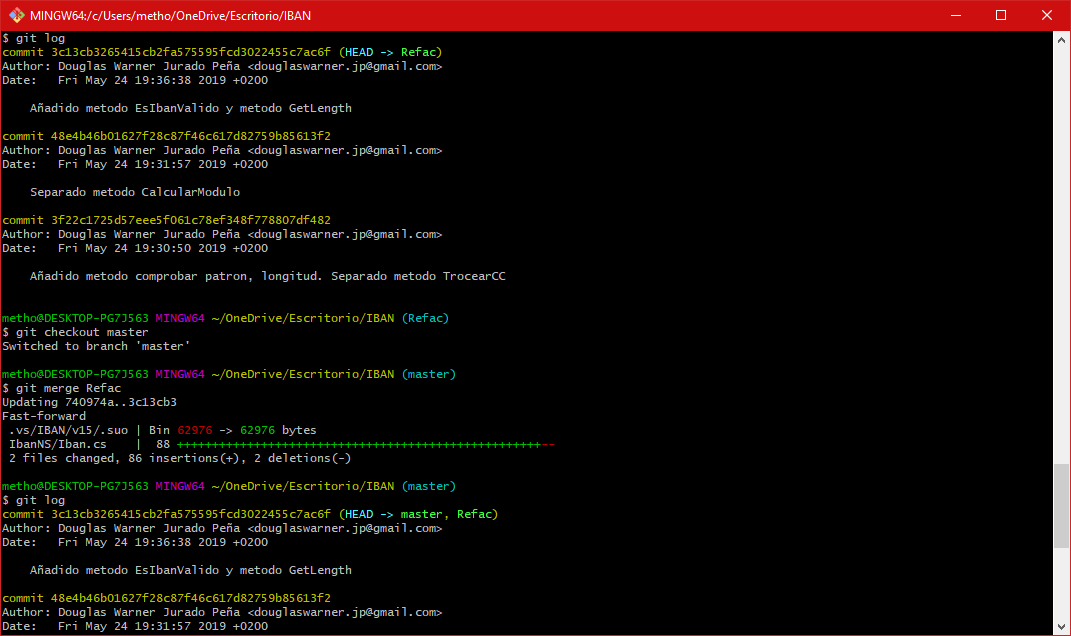 MINGW64:/c/Users/metho/OneDrive/Escritorio/IBAN
$ git log
commit 3c13cb3265415cb2fa575595fcd3022455c7ac6f (HEAD -> Refac)
Author: Douglas Warner Jurado Peña <douglaswarner.jp@gmail.com>
Date:   Fri May 24 19:36:38 2019 +0200
    Añadido metodo EsIbanValido y metodo GetLength
commit 48e4b46b01627f28c87f46c617d82759b85613f2
Author: Douglas Warner Jurado Peña <douglaswarner.jp@gmail.com>
Date:   Fri May 24 19:31:57 2019 +0200
    Separado metodo CalcularModulo
commit 3f22c1725d57eee5f061c78ef348f778807df482
Author: Douglas Warner Jurado Peña <douglaswarner.jp@gmail.com>
Date:   Fri May 24 19:30:50 2019 +0200
    Añadido metodo comprobar patron, longitud. Separado metodo TrocearCC
metho@DESKTOP-PG7J563 MINGW64 ~/OneDrive/Escritorio/IBAN (Refac)
$ git checkout master
Switched to branch 'master'
metho@DESKTOP-PG7J563 MINGW64 ~/OneDrive/Escritorio/IBAN (master)
$ git merge Refac
Updating 740974a..3c13cb3
Fast-forward
 .vs/IBAN/v15/.suo | Bin 62976 -> 62976 bytes
 IbanNS/Iban.cs    |  88 ++++++++++++++++++++++++++++++++++++++++++++++++++++--
 2 files changed, 86 insertions(+), 2 deletions(-)
metho@DESKTOP-PG7J563 MINGW64 ~/OneDrive/Escritorio/IBAN (master)
$ git log
commit 3c13cb3265415cb2fa575595fcd3022455c7ac6f (HEAD -> master, Refac)
Author: Douglas Warner Jurado Peña <douglaswarner.jp@gmail.com>
Date:   Fri May 24 19:36:38 2019 +0200
    Añadido metodo EsIbanValido y metodo GetLength
commit 48e4b46b01627f28c87f46c617d82759b85613f2
Author: Douglas Warner Jurado Peña <douglaswarner.jp@gmail.com>
Date:   Fri May 24 19:31:57 2019 +0200